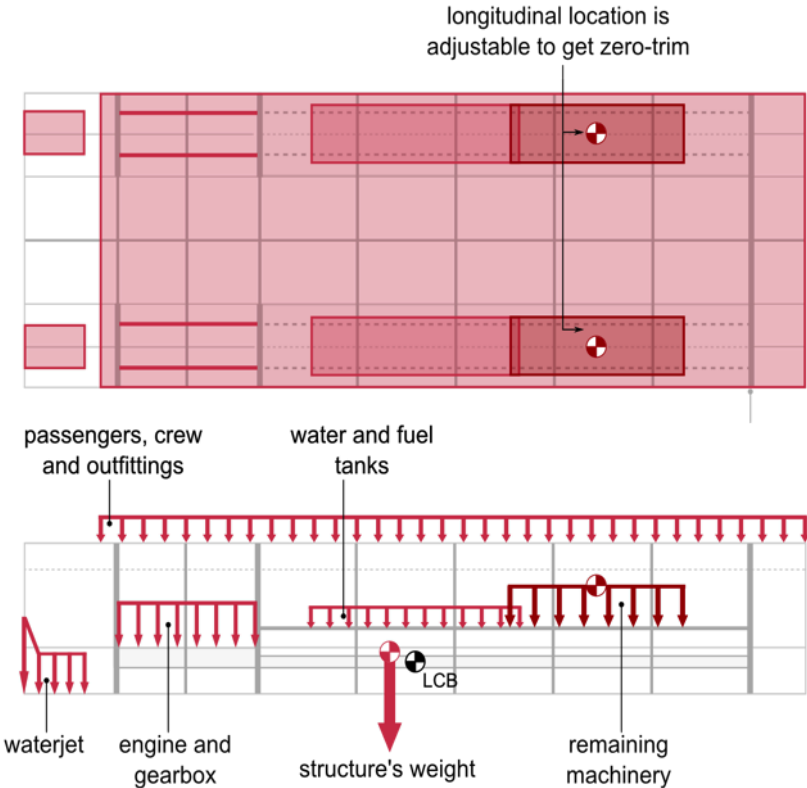 longitudinal location is
adjustable to get zero-trim
passengers, crew
and outfittings
water and fuel
tanks
LCB
waterjet
engine and
gearbox
structure's weight
remaining
machinery